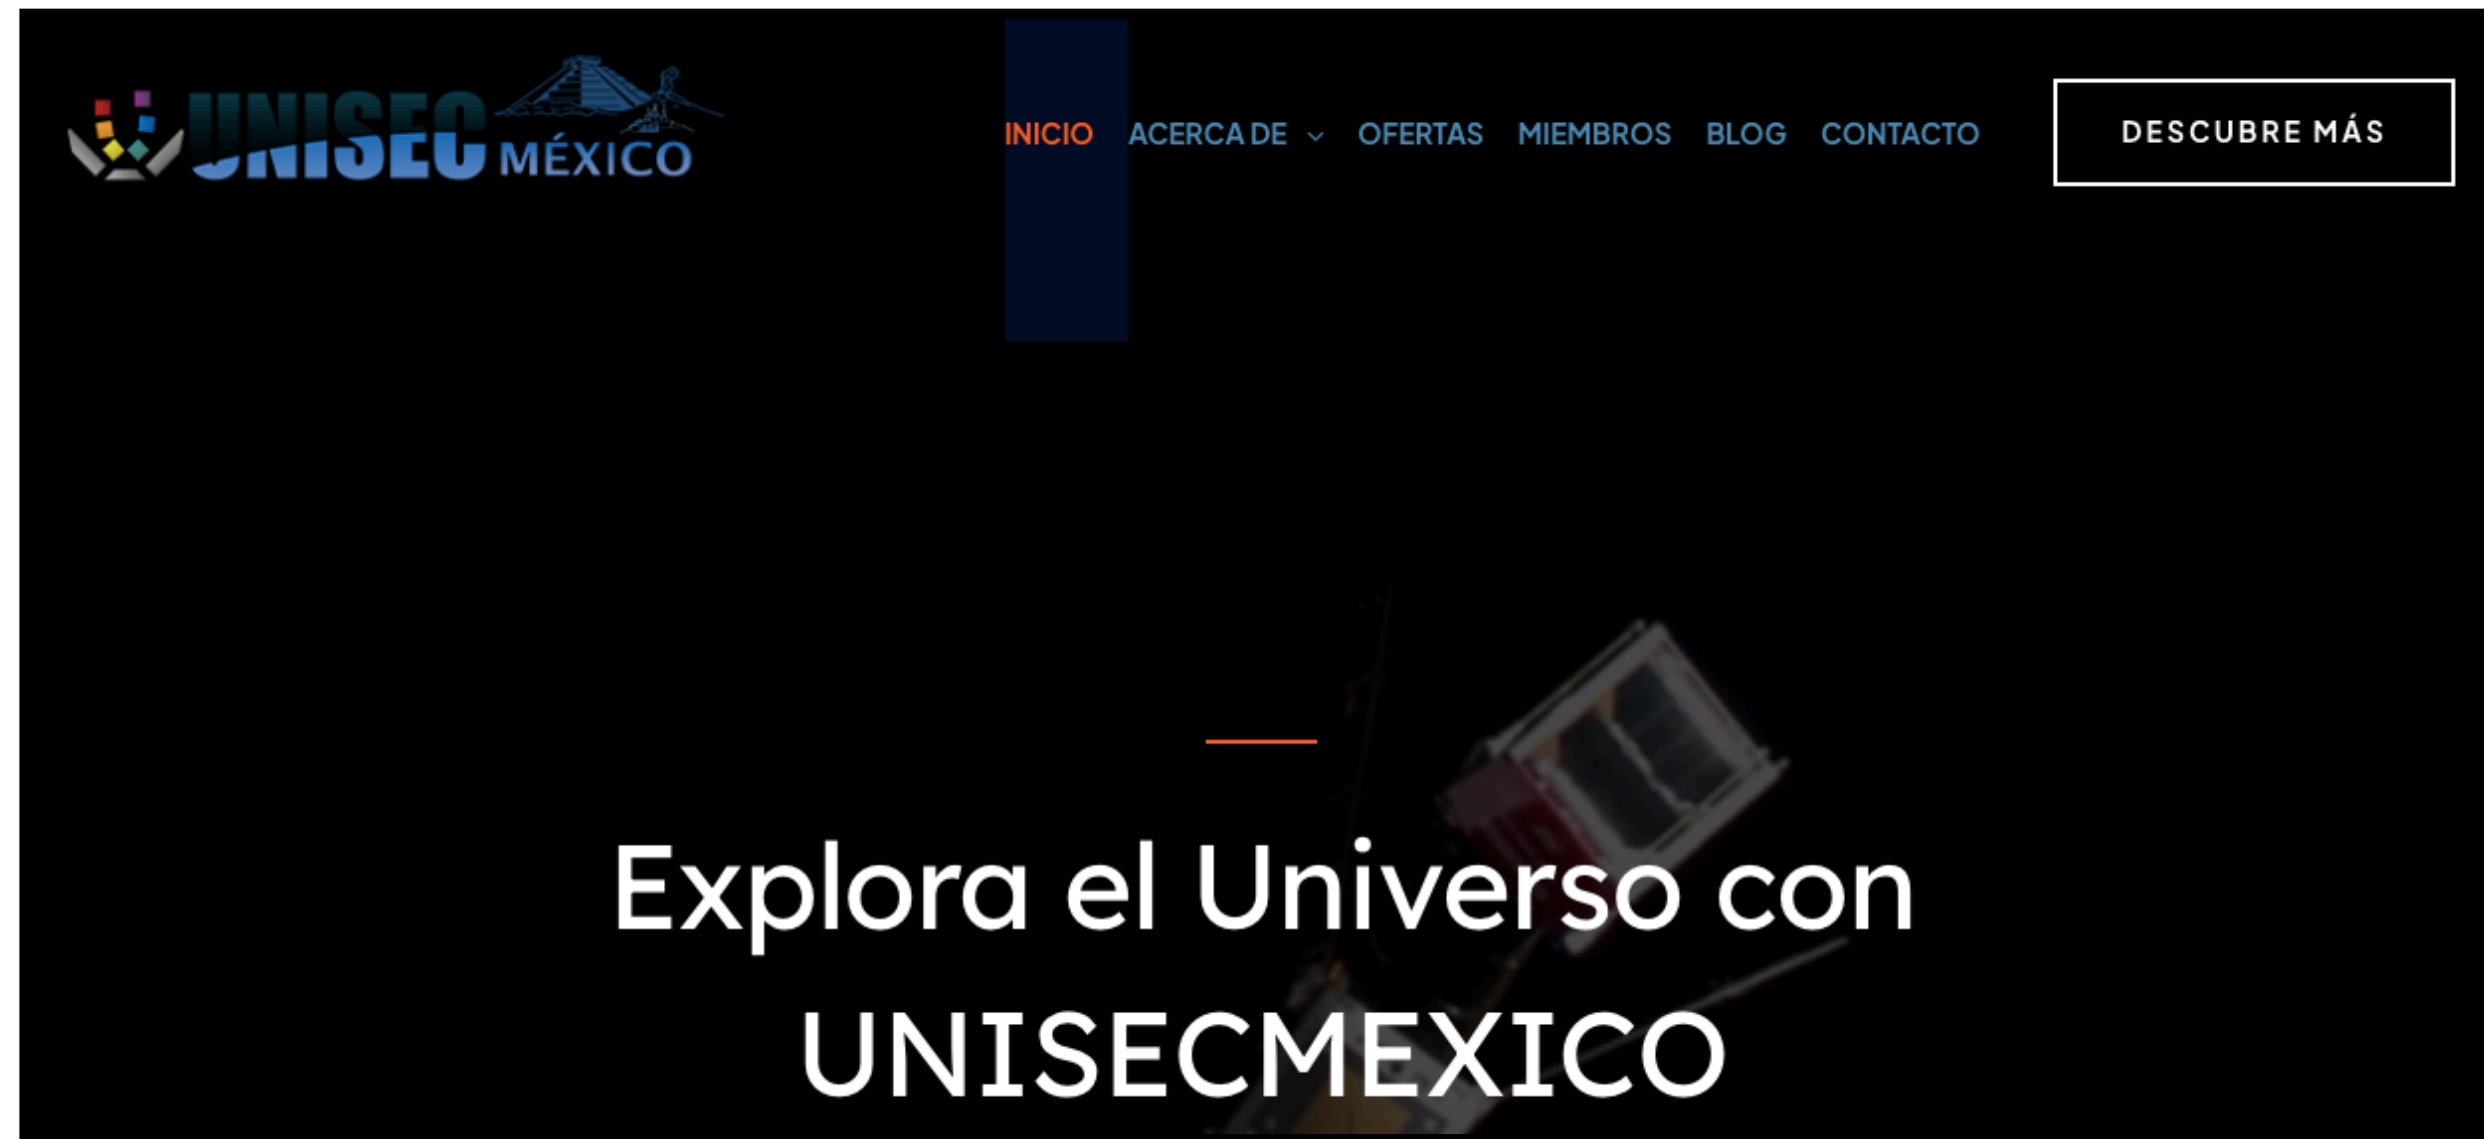 UNISEC MÉXICO
INICIO ACERCA DE OFERTAS MIEMBROS BLOG CONTACTO DESCUBRE MÁS
Explora el Universo con
UNISECMEXICO